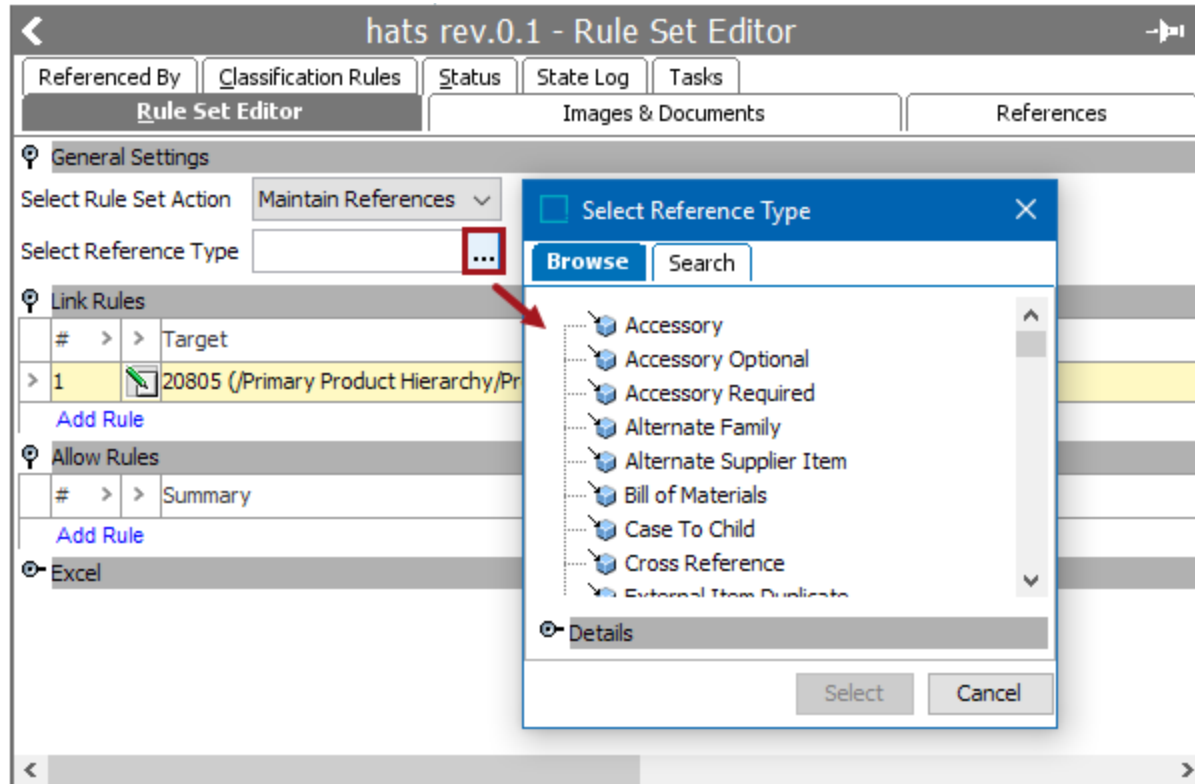 hats rev.0.1 - Rule Set Editor
Referenced By Classification Rules Status State Log Tasks
Rule Set Editor Images & Documents References
General Settings
Select Rule Set Action Maintain References
Select Reference Type ...
Link Rules
# > > Target
> 1 20805 (/Primary Product Hierarchy/Pr
Add Rule
Allow Rules
# > > Summary
Add Rule
Excel
Select Reference Type
Browse Search
Accessory
Accessory Optional
Accessory Required
Alternate Family
Alternate Supplier Item
Bill of Materials
Case To Child
Cross Reference
External Item Duplicate
Details
Select Cancel